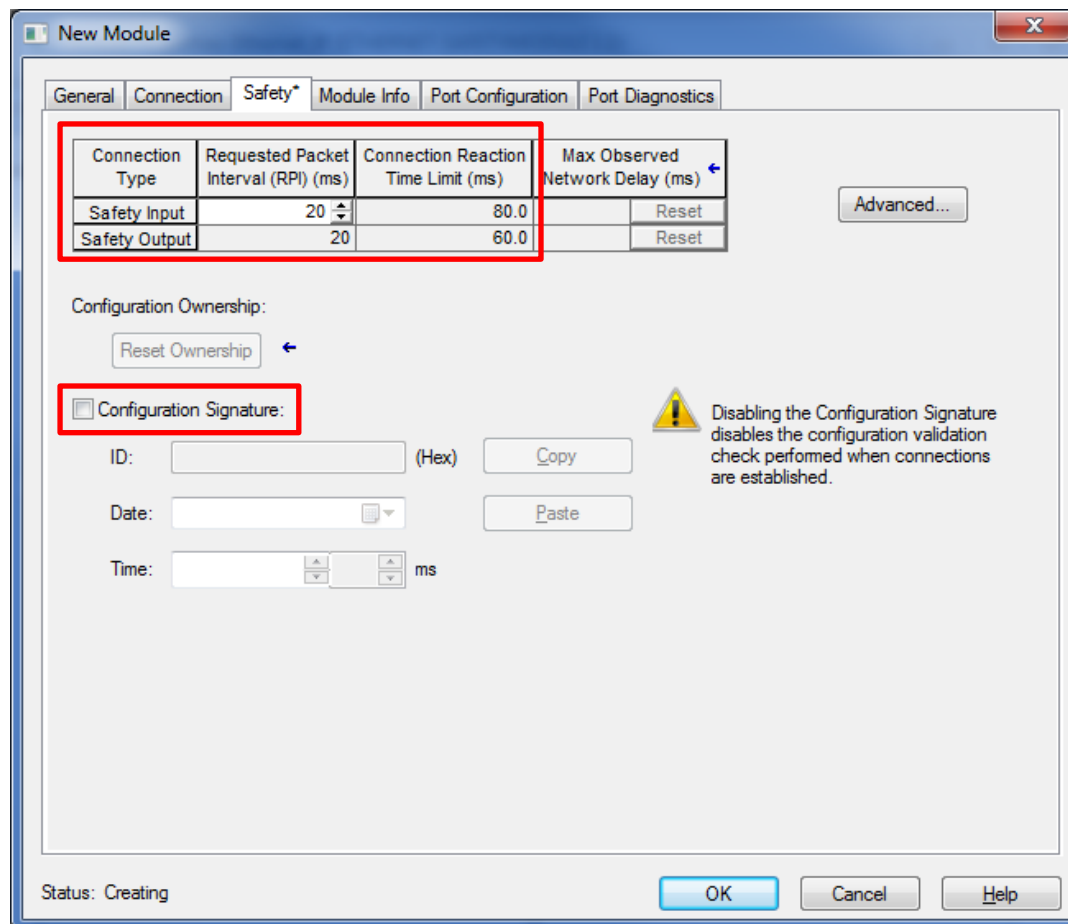 New Module
General Connection Safety* Module Info Port Configuration Port Diagnostics
Connection Type Requested Packet Interval (RPI) (ms) Connection Reaction Time Limit (ms) Max Observed Network Delay (ms)
Safety Input 20 80.0 Reset
Safety Output 20 60.0 Reset
Advanced...
Configuration Ownership:
Reset Ownership
Configuration Signature:
ID: (Hex) Copy
Date: Paste
Time: ms
Disabling the Configuration Signature
disables the configuration validation
check performed when connections
are established.
Status: Creating OK Cancel Help